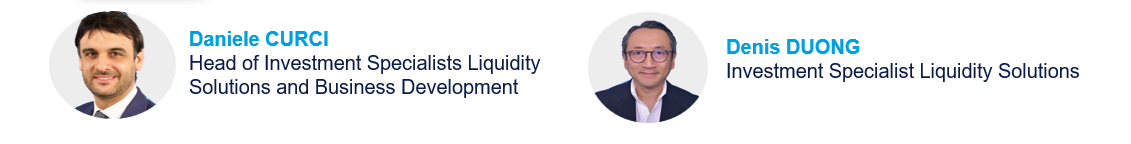 Daniele CURCI
Head of Investment Specialists Liquidity
Solutions and Business Development
Denis DUONG
Investment Specialist Liquidity Solutions